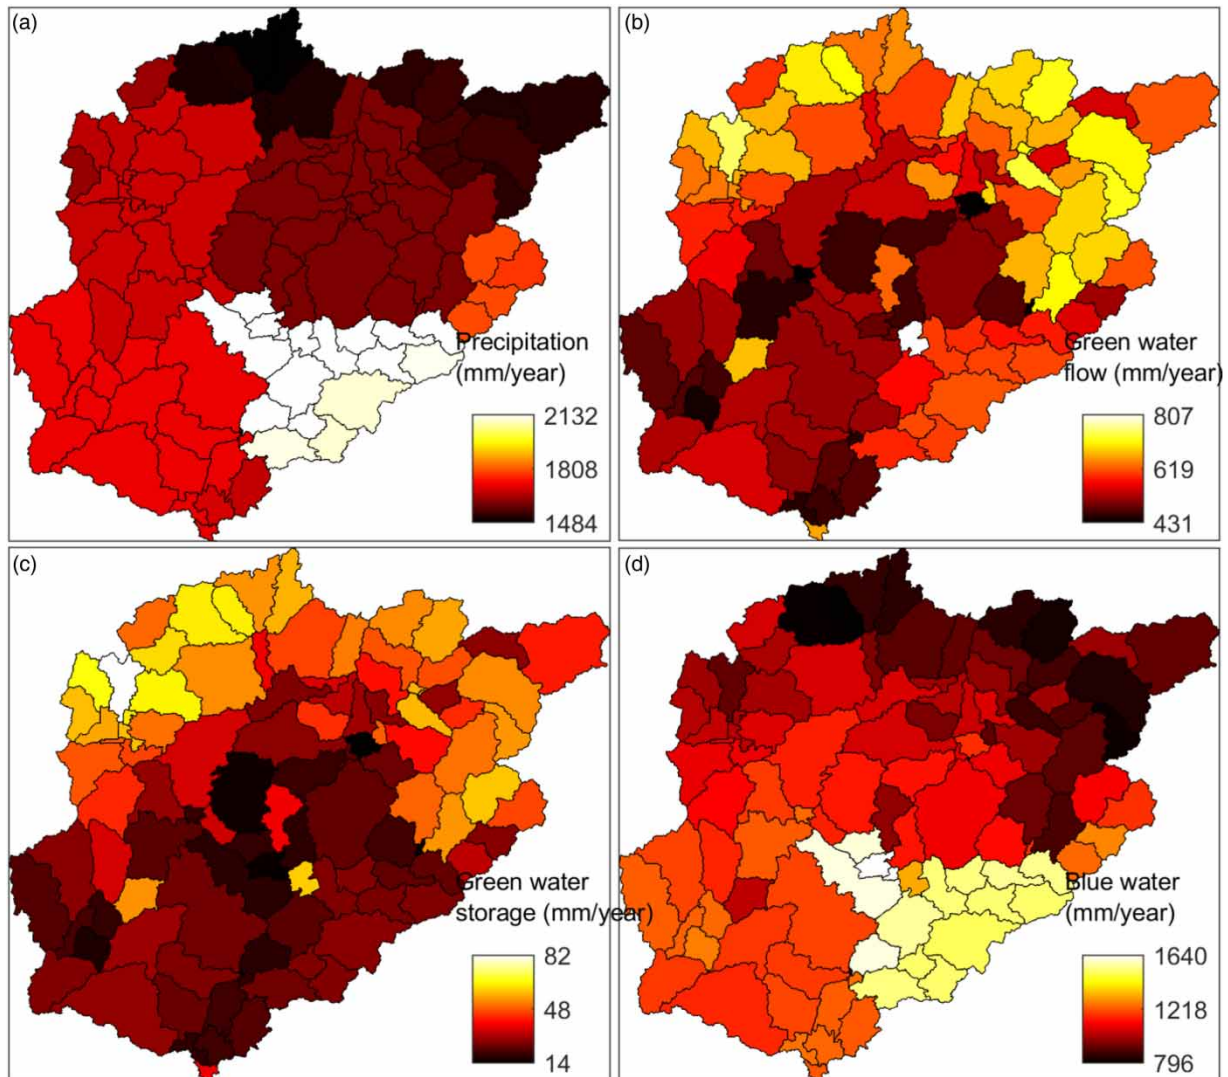 (a)
Precipitation
(mm/year)
2132
1808
1484
(b)
Green water
flow (mm/year)
807
619
431
(c)
Green water
storage (mm/year)
82
48
14
(d)
Blue water
(mm/year)
1640
1218
796